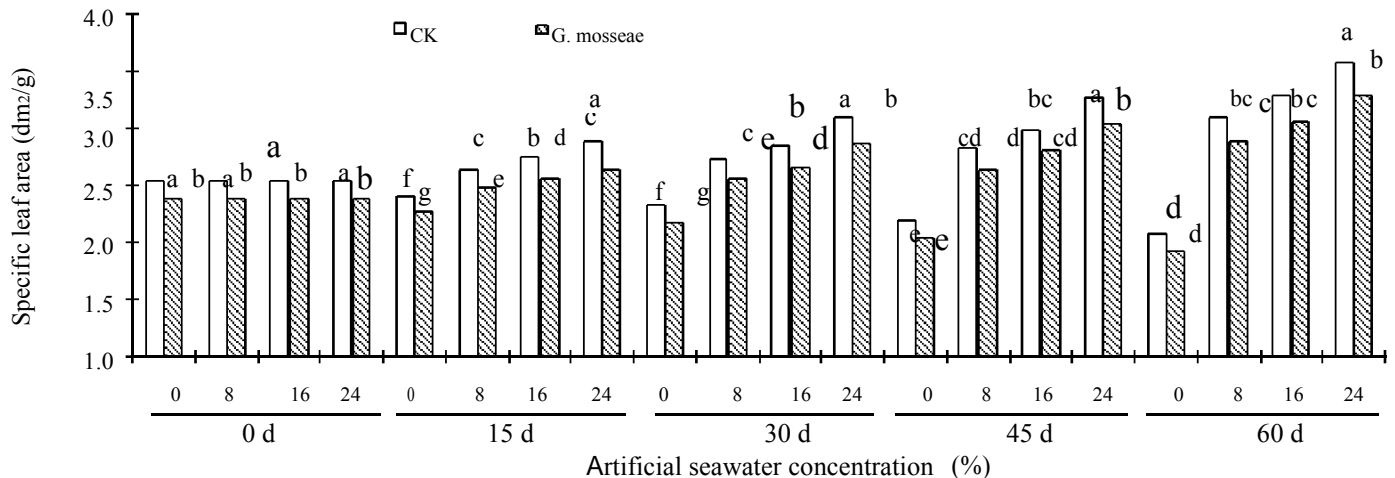 4.0
CK
G. mosseae
3.5
3.0
2.5
2.0
1.5
1.0
Specific leaf area (dm2/g)
a b a b a b a b
f g c e b d a c
f g c e b d a b
e e cd d bc cd a b
d d bc c b c a b
0 8 16 24 0 8 16 24 0 8 16 24 0 8 16 24 0 8 16 24
0 d 15 d 30 d 45 d 60 d
Artificial seawater concentration (%)